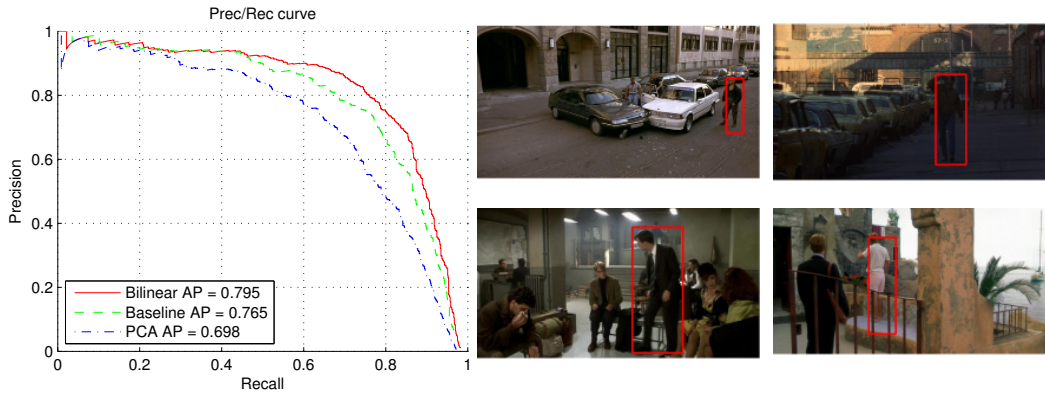 Prec/Rec curve
1
0.8
0.6
0.4
0.2
0
Precision
Bilinear AP = 0.795
Baseline AP = 0.765
PCA AP = 0.698
0 0.2 0.4 0.6 0.8 1
Recall